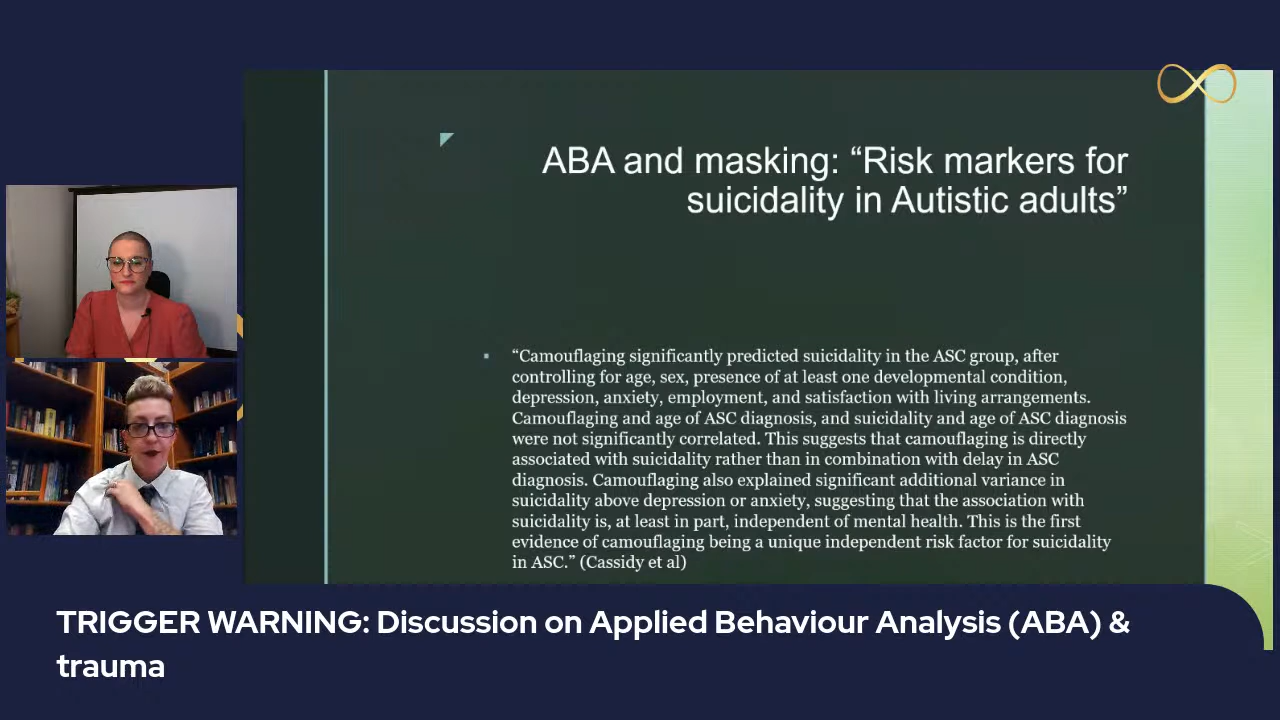 ABA and masking: “Risk markers for
suicidality in Autistic adults”
“Camouflaging significantly predicted suicidality in the ASC group, after
controlling for age, sex, presence of at least one developmental condition,
depression, anxiety, employment, and satisfaction with living arrangements.
Camouflaging and age of ASC diagnosis, and suicidality and age of ASC diagnosis
were not significantly correlated. This suggests that camouflaging is directly
associated with suicidality rather than in combination with delay in ASC
diagnosis. Camouflaging also explained significant additional variance in
suicidality above depression or anxiety, suggesting that the association with
suicidality is, at least in part, independent of mental health. This is the first
evidence of camouflaging being a unique independent risk factor for suicidality
in ASC.” (Cassidy et al)
TRIGGER WARNING: Discussion on Applied Behaviour Analysis (ABA) &
trauma